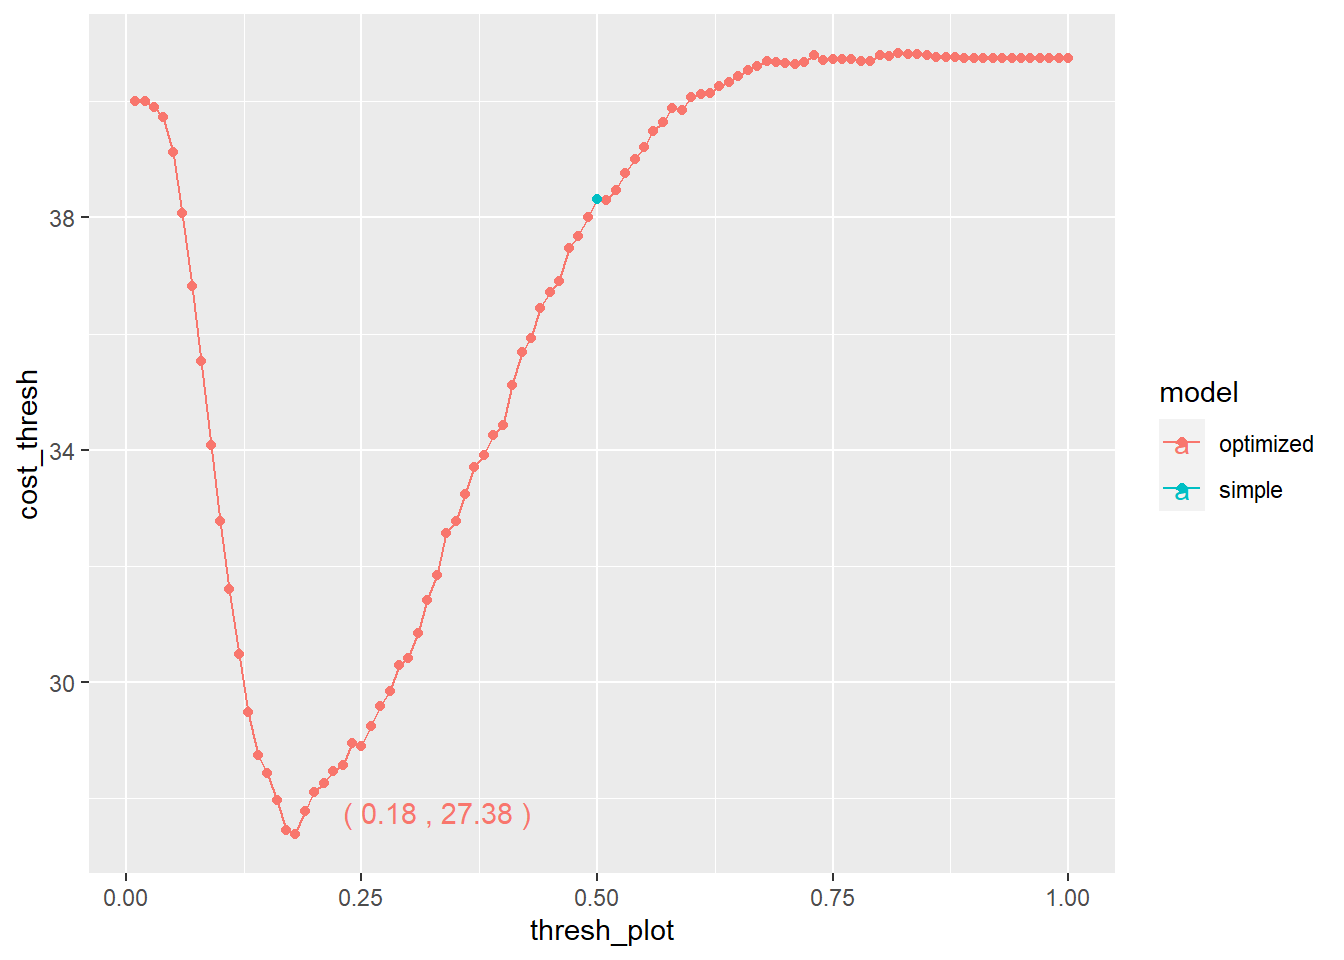 38
34
30
cost_thresh
( 0.18 , 27.38 )
0.00 0.25 0.50 0.75 1.00
thresh_plot
model
a optimized
a simple